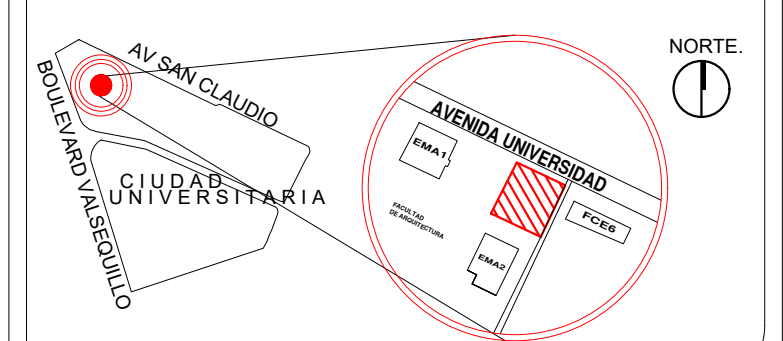 NORTE.
AV SAN CLAUDIO
BOULEVARD VALSEQUILLO
CIUDAD
UNIVERSITARIA
AVENIDA UNIVERSIDAD
EMA1
FACULTAD
DE ARQUITECTURA
FCE6
EMA2